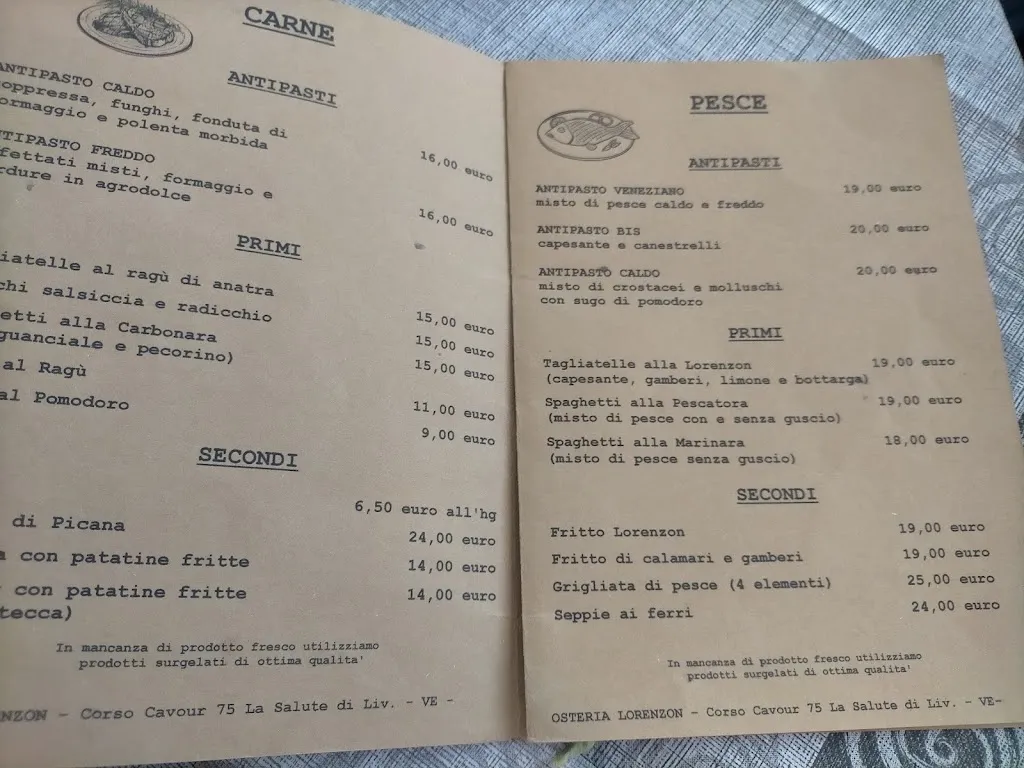 CARNE
ANTIPASTI
ANTIPASTO CALDO
oppressa, funghi, fonduta di
ormaggio e polenta morbida
16,00 euro
TIPASTO FREDDO
fettati misti, formaggio e
rdure in agrodolce
16,00 euro
PRIMI
iatelle al ragù di anatra
15,00 euro
chi salsiccia e radicchio
15,00 euro
etti alla Carbonara
guanciale e pecorino)
15,00 euro
al Ragù
11,00 euro
al Pomodoro
9,00 euro
SECONDI
6,50 euro all'hg
di Picana
24,00 euro
a con patatine fritte
14,00 euro
con patatine fritte
14,00 euro
tecca)
In mancanza di prodotto fresco utilizziamo
prodotti surgelati di ottima qualita'
NZON - Corso Cavour 75 La Salute di Liv. - VE -
PESCE
ANTIPASTI
ANTIPASTO VENEZIANO 19,00 euro
misto di pesce caldo e freddo
ANTIPASTO BIS 20,00 euro
capesante e canestrelli
ANTIPASTO CALDO 20,00 euro
misto di crostacei e molluschi
con sugo di pomodoro
PRIMI
Tagliatelle alla Lorenzon 19,00 euro
(capesante, gamberi, limone e bottarga)
Spaghetti alla Pescatora 19,00 euro
(misto di pesce con e senza guscio)
Spaghetti alla Marinara 18,00 euro
(misto di pesce senza guscio)
SECONDI
Fritto Lorenzon 19,00 euro
Fritto di calamari e gamberi 19,00 euro
Grigliata di pesce (4 elementi) 25,00 euro
Seppie ai ferri 24,00 euro
In mancanza di prodotto fresco utilizziamo
prodotti surgelati di ottima qualita'
OSTERIA LORENZON - Corso Cavour 75 La Salute di Liv. - VE-